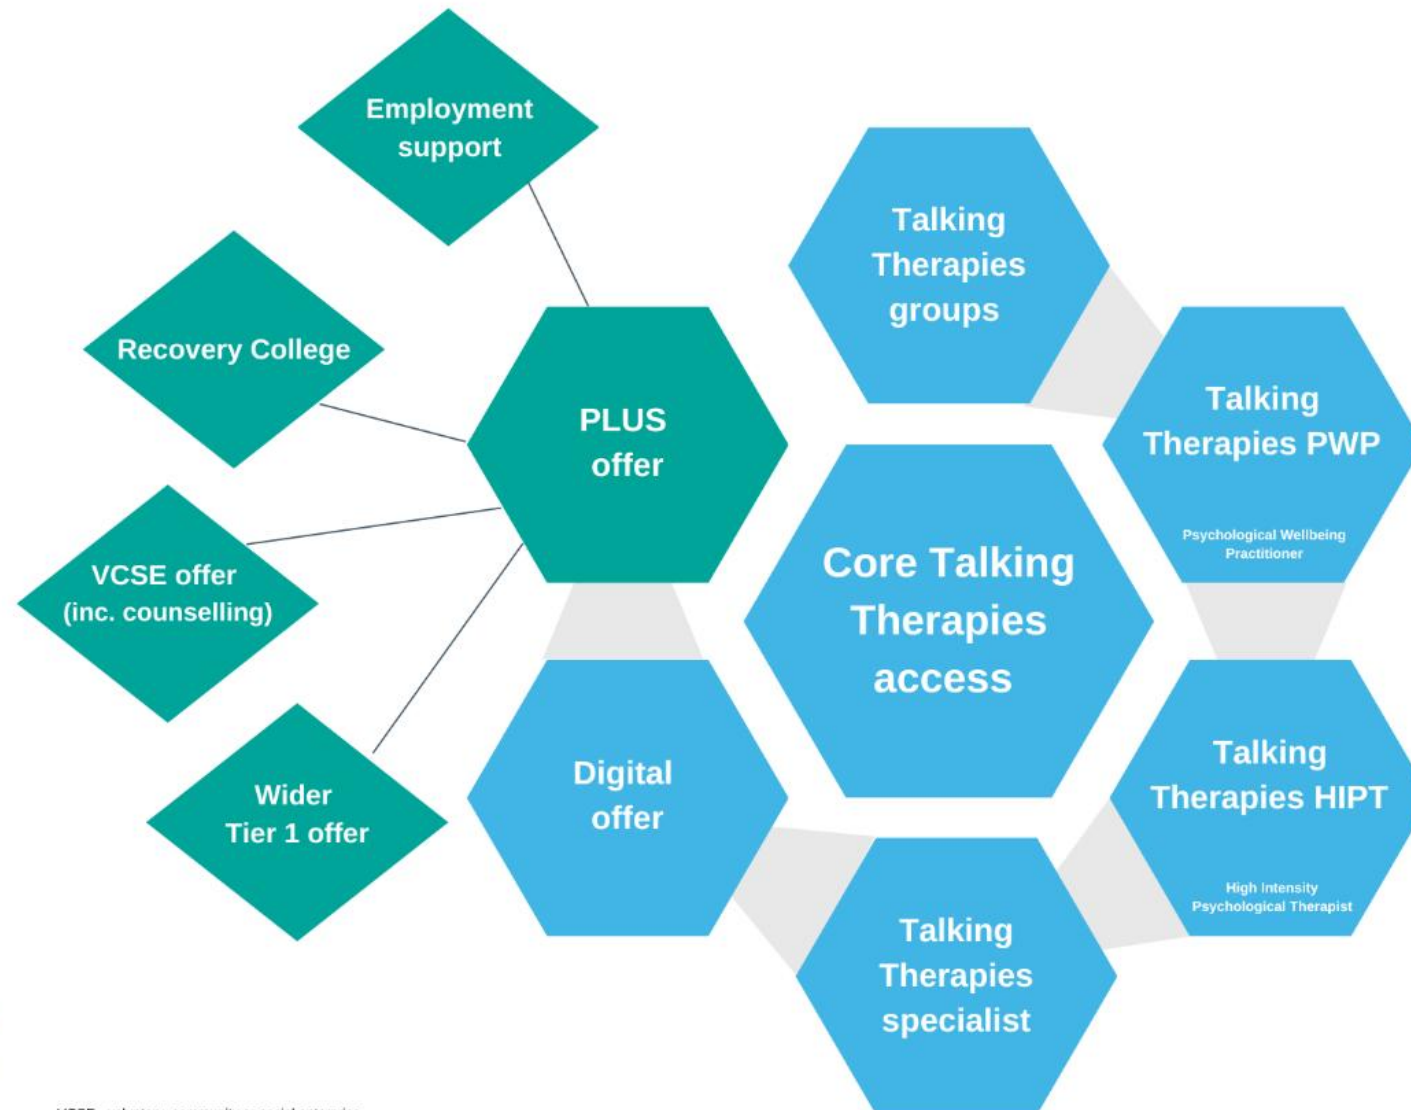 Employment
support
Recovery College
VCSE offer
(inc. counselling)
Wider
Tier 1 offer
PLUS
offer
Digital
offer
Talking
Therapies
groups
Talking
Therapies PWP
Psychological Wellbeing
Practitioner
Core Talking
Therapies
access
Talking
Therapies HIPT
High Intensity
Psychological Therapist
Talking
Therapies
specialist